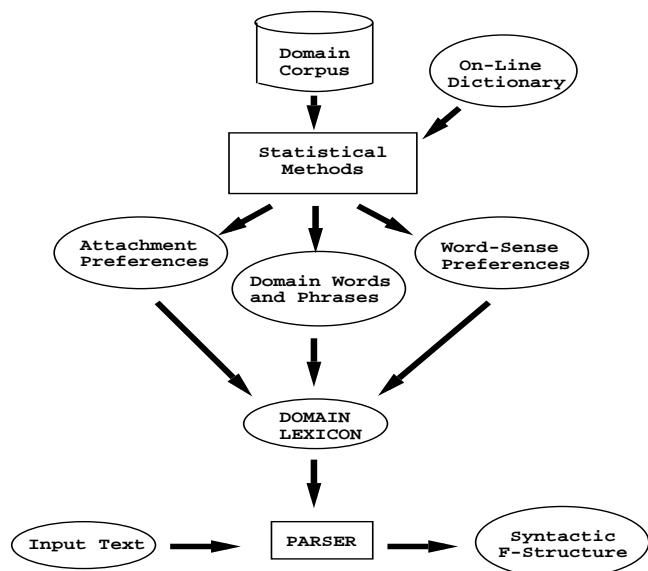 Domain
Corpus
On-Line
Dictionary
Statistical
Methods
Attachment
Preferences
Domain Words
and Phrases
Word-Sense
Preferences
DOMAIN
LEXICON
Input Text
PARSER
Syntactic
F-Structure